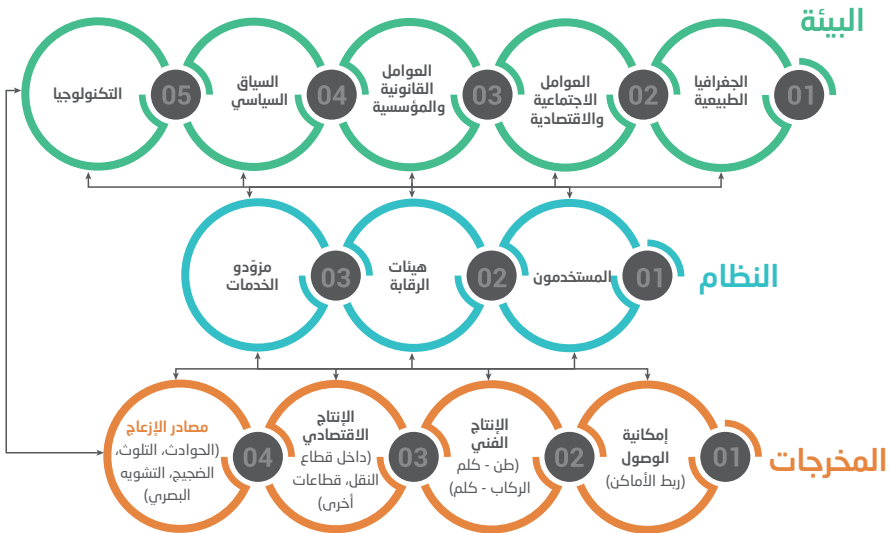 البيئة
01
الجغرافيا
الطبيعية
02
العوامل
الاجتماعية
والاقتصادية
03
العوامل
القانونية
والمؤسسية
04
السياق
السياسي
05
التكنولوجيا
النظام
01
المستخدمون
02
هيئات
الرقابة
03
مزوّدو
الخدمات
المخرجات
01
إمكانية
الوصول
(ربط الأماكن)
02
الإنتاج
الفني
(طن - كلم
الركاب - كلم)
03
الإنتاج
الاقتصادي
(داخل قطاع
النقل، قطاعات
أخرى)
04
مصادر الإزعاج
(الحوادث، التلوث،
الضجيج، التشويه
البصري)